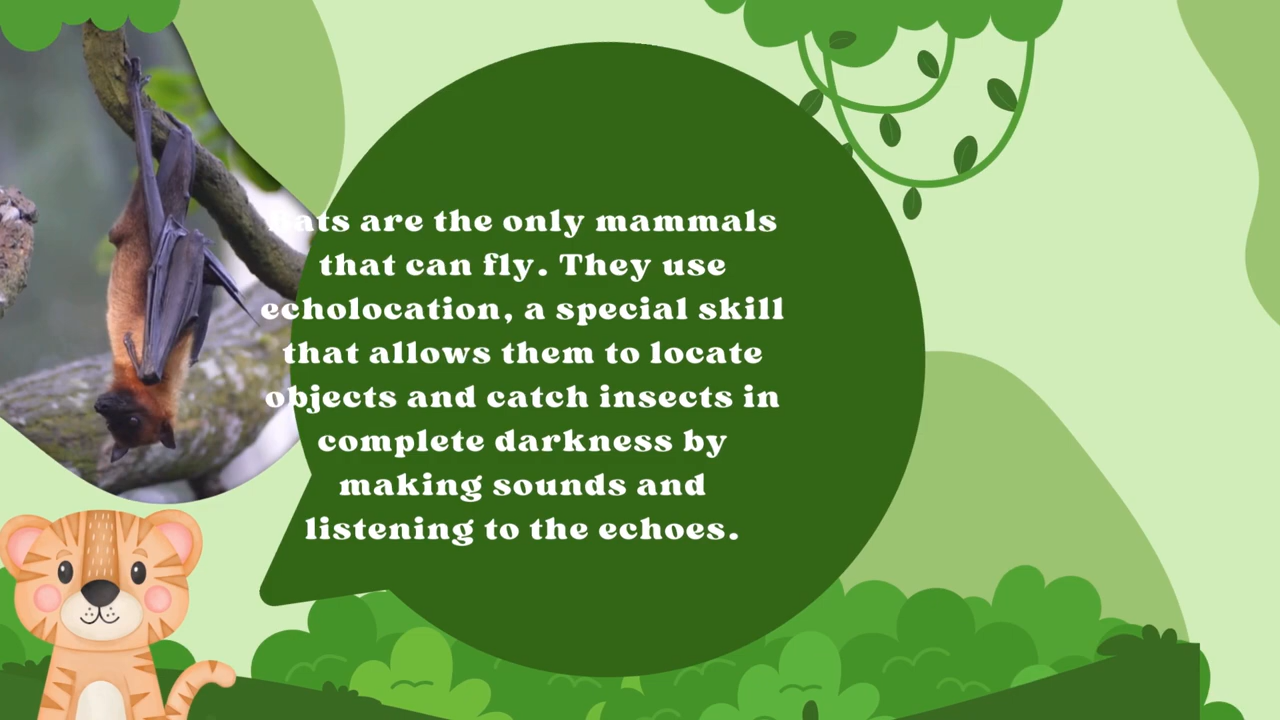 Bats are the only mammals
that can fly. They use
echolocation, a special skill
that allows them to locate
objects and catch insects in
complete darkness by
making sounds and
listening to the echoes.